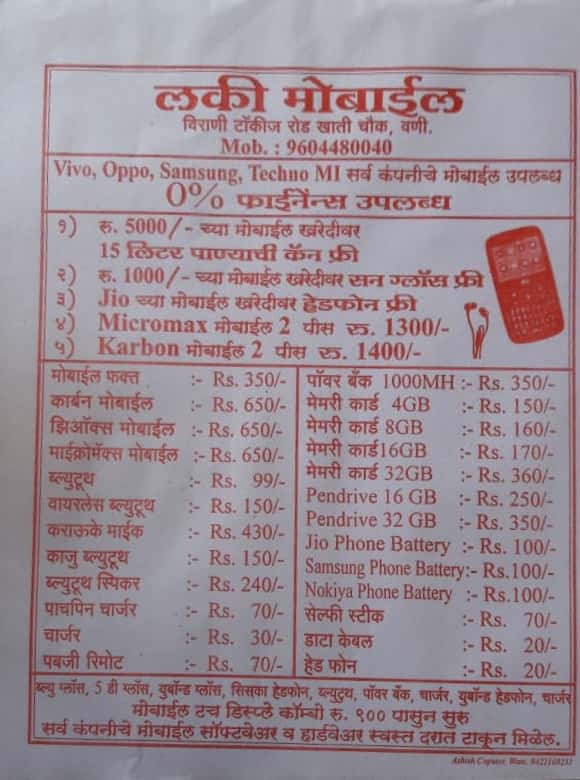 लकी मोबाईल
विराणी टॉकीज रोड खाती चौक, वणी.
Mob. : 9604480040
Vivo, Oppo, Samsung, Techno MI सर्व कंपनीचे मोबाईल उपलब्ध
0% फाईनेंन्स उपलब्ध
१) रु. 5000/- च्या मोबाईल खरेदीवर
15 लिटर पाण्याची कॅन फ्री
२) रु. 1000/- च्या मोबाईल खरेदीवर सन ग्लॉस फ्री
३) Jio च्या मोबाईल खरेदीवर हेडफोन फ्री
४) Micromax मोबाईल 2 पीस रू. 1300/-
५) Karbon मोबाईल 2 पीस रू. 1400/-
मोबाईल फक्त :- Rs. 350/-
कार्बन मोबाईल :- Rs. 650/-
झिऑक्स मोबाईल :- Rs. 650/-
माईक्रोमॅक्स मोबाईल :- Rs. 650/-
ब्ल्युटूथ :- Rs. 99/-
वायरलेस ब्ल्युटूथ :- Rs. 150/-
कराऊके माईक :- Rs. 430/-
काजु ब्ल्युटूथ :- Rs. 150/-
ब्ल्युटूथ स्पिकर :- Rs. 240/-
पाचपिन चार्जर :- Rs. 70/-
चार्जर :- Rs. 30/-
पबजी रिमोट :- Rs. 70/-
पॉवर बँक 1000MH :- Rs. 350/-
मेमरी कार्ड 4GB :- Rs. 150/-
मेमरी कार्ड 8GB :- Rs. 160/-
मेमरी कार्ड16GB :- Rs. 170/-
मेमरी कार्ड 32GB :- Rs. 360/-
Pendrive 16 GB :- Rs. 250/-
Pendrive 32 GB :- Rs. 350/-
Jio Phone Battery :- Rs. 100/-
Samsung Phone Battery:- Rs.100/-
Nokiya Phone Battery :- Rs.100/-
सेल्फी स्टीक :- Rs. 70/-
डाटा केबल :- Rs. 20/-
हेड फोन :- Rs. 20/-
ब्ल्यु ग्लॉस, 5 डी ग्लॉस, युबॉन्ड ग्लॉस, सिसका हेडफोन, ब्ल्युटुथ, पॉवर बँक, चार्जर, युबॉन्ड हेडफोन, चार्जर
मोबाईल टच डिस्प्ले कॉम्बो रु. ९०० पासुन सुरु
सर्व कंपनीचे मोबाईल सॉफ्टवेअर व हार्डवेअर स्वस्त दरात टाकून मिळेल.